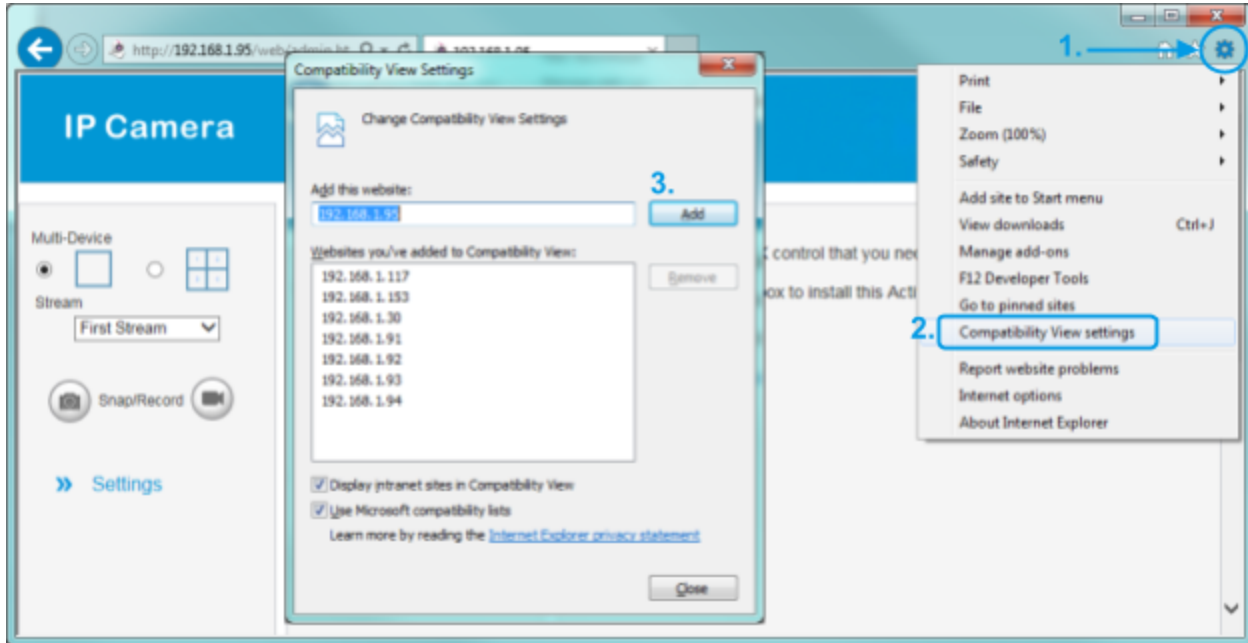 http://192.168.1.95/web/admin.ht
192.168.1.95
1.
IP Camera
Multi-Device
Stream
First Stream
Snap/Record
Settings
Compatibility View Settings
Change Compatibility View Settings
Add this website:
3.
192.168.1.95
Add
Websites you've added to Compatibility View:
192.168.1.117
192.168.1.153
192.168.1.30
192.168.1.91
192.168.1.92
192.168.1.93
192.168.1.94
Remove
Display intranet sites in Compatibility View
Use Microsoft compatibility lists
Learn more by reading the Internet Explorer privacy statement
Close
control that you nee
ox to install this Acti
Print
File
Zoom (100%)
Safety
Add site to Start menu
View downloads Ctrl+J
Manage add-ons
F12 Developer Tools
Go to pinned sites
2.
Compatibility View settings
Report website problems
Internet options
About Internet Explorer